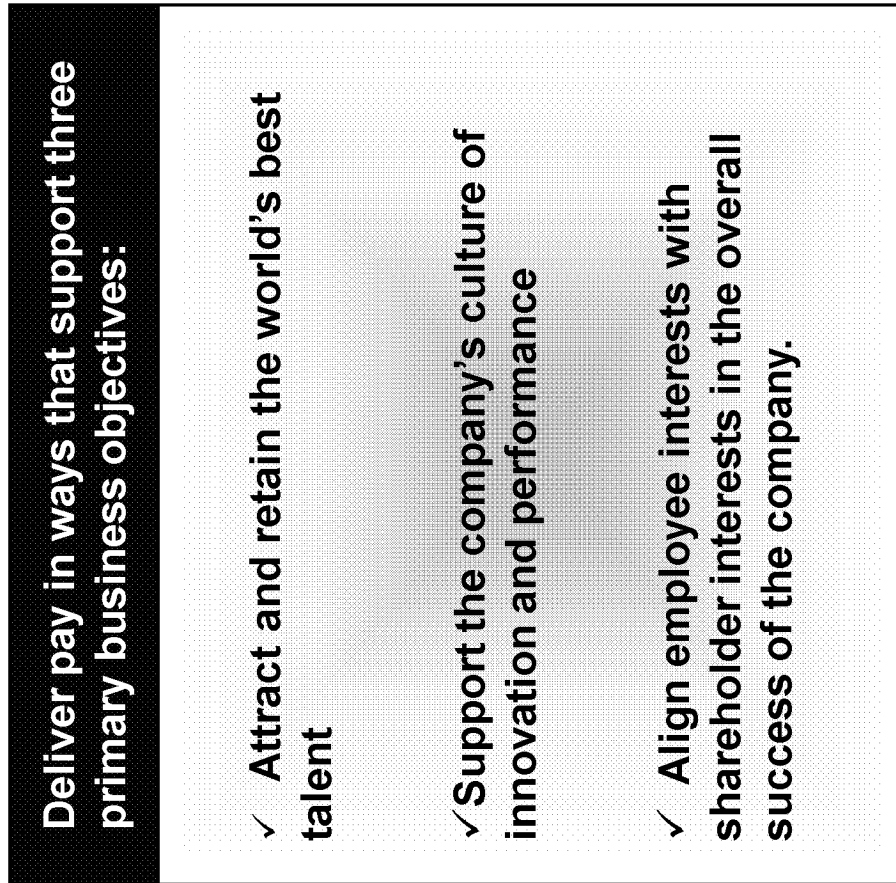 Deliver pay in ways that support three
primary business objectives:
✓ Attract and retain the world's best
talent
✓Support the company's culture of
innovation and performance
✓ Align employee interests with
shareholder interests in the overall
success of the company.